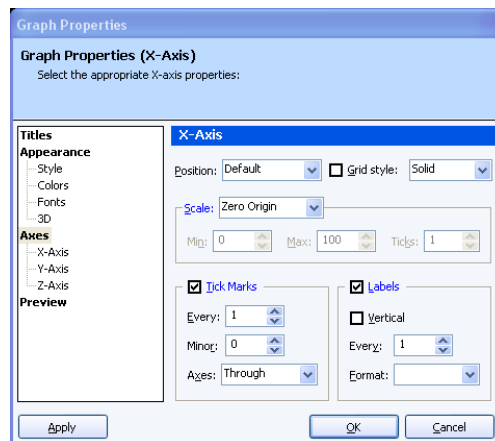 Graph Properties
Graph Properties (X-Axis)
Select the appropriate X-axis properties:
Titles
Appearance
Style
Colors
Fonts
3D
Axes
X-Axis
Y-Axis
Z-Axis
Preview
X-Axis
Position: Default Grid style: Solid
Scale: Zero Origin
Min: 0 Max: 100 Ticks: 1
Tick Marks
Every: 1
Minor: 0
Axes: Through
Labels
Vertical
Every: 1
Format:
Apply OK Cancel